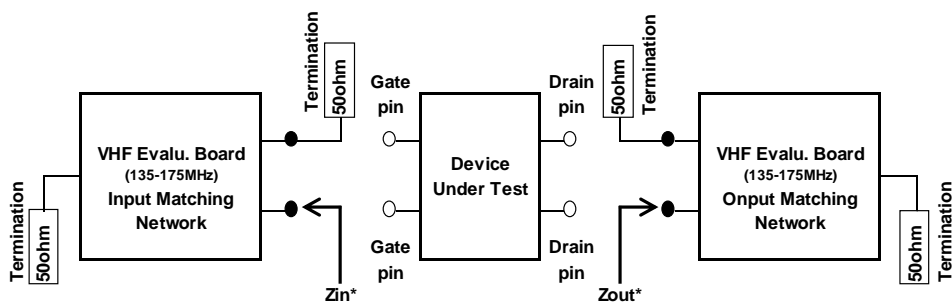 Termination
50ohm
VHF Evalu. Board
(135-175MHz)
Input Matching
Network
Termination
50ohm
Zin*
Gate
pin
Gate
pin
Device
Under Test
Drain
pin
Drain
pin
50ohm
Termination
Zout*
VHF Evalu. Board
(135-175MHz)
Onput Matching
Network
Termination
50ohm